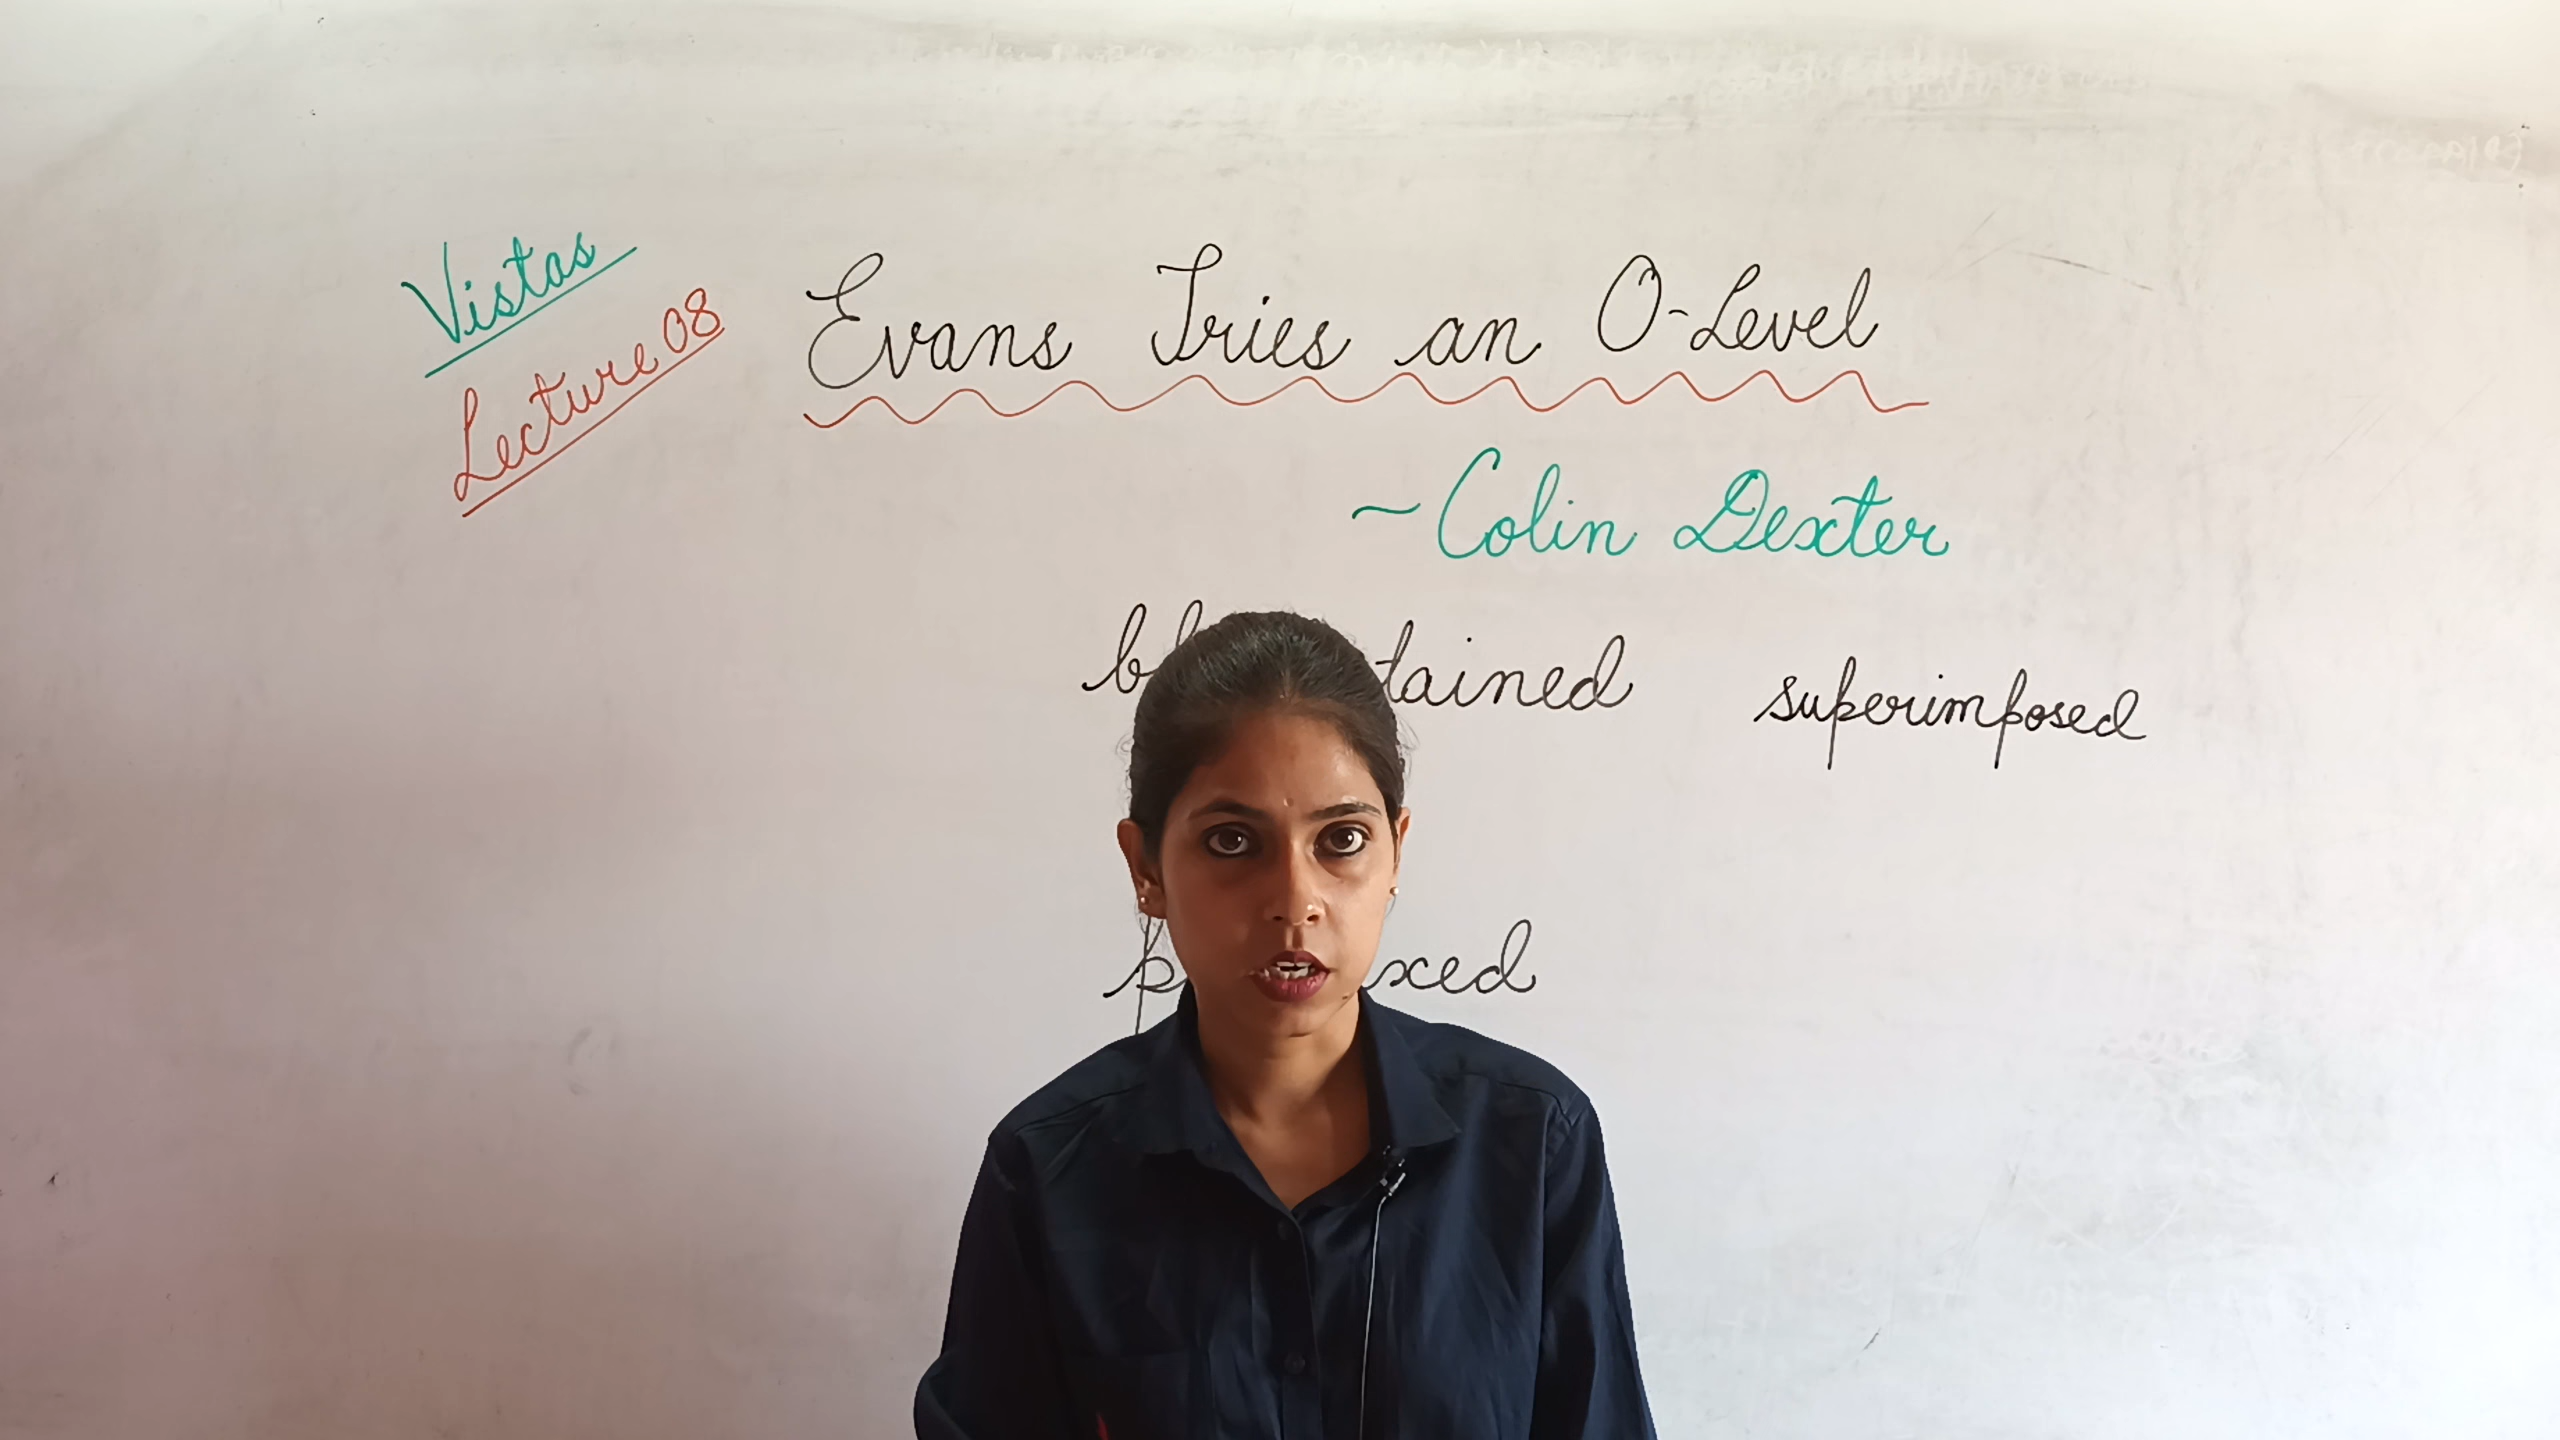 Vistas
Lecture 08
Evans Tries an O-Level
~ Colin Dexter
superimposed